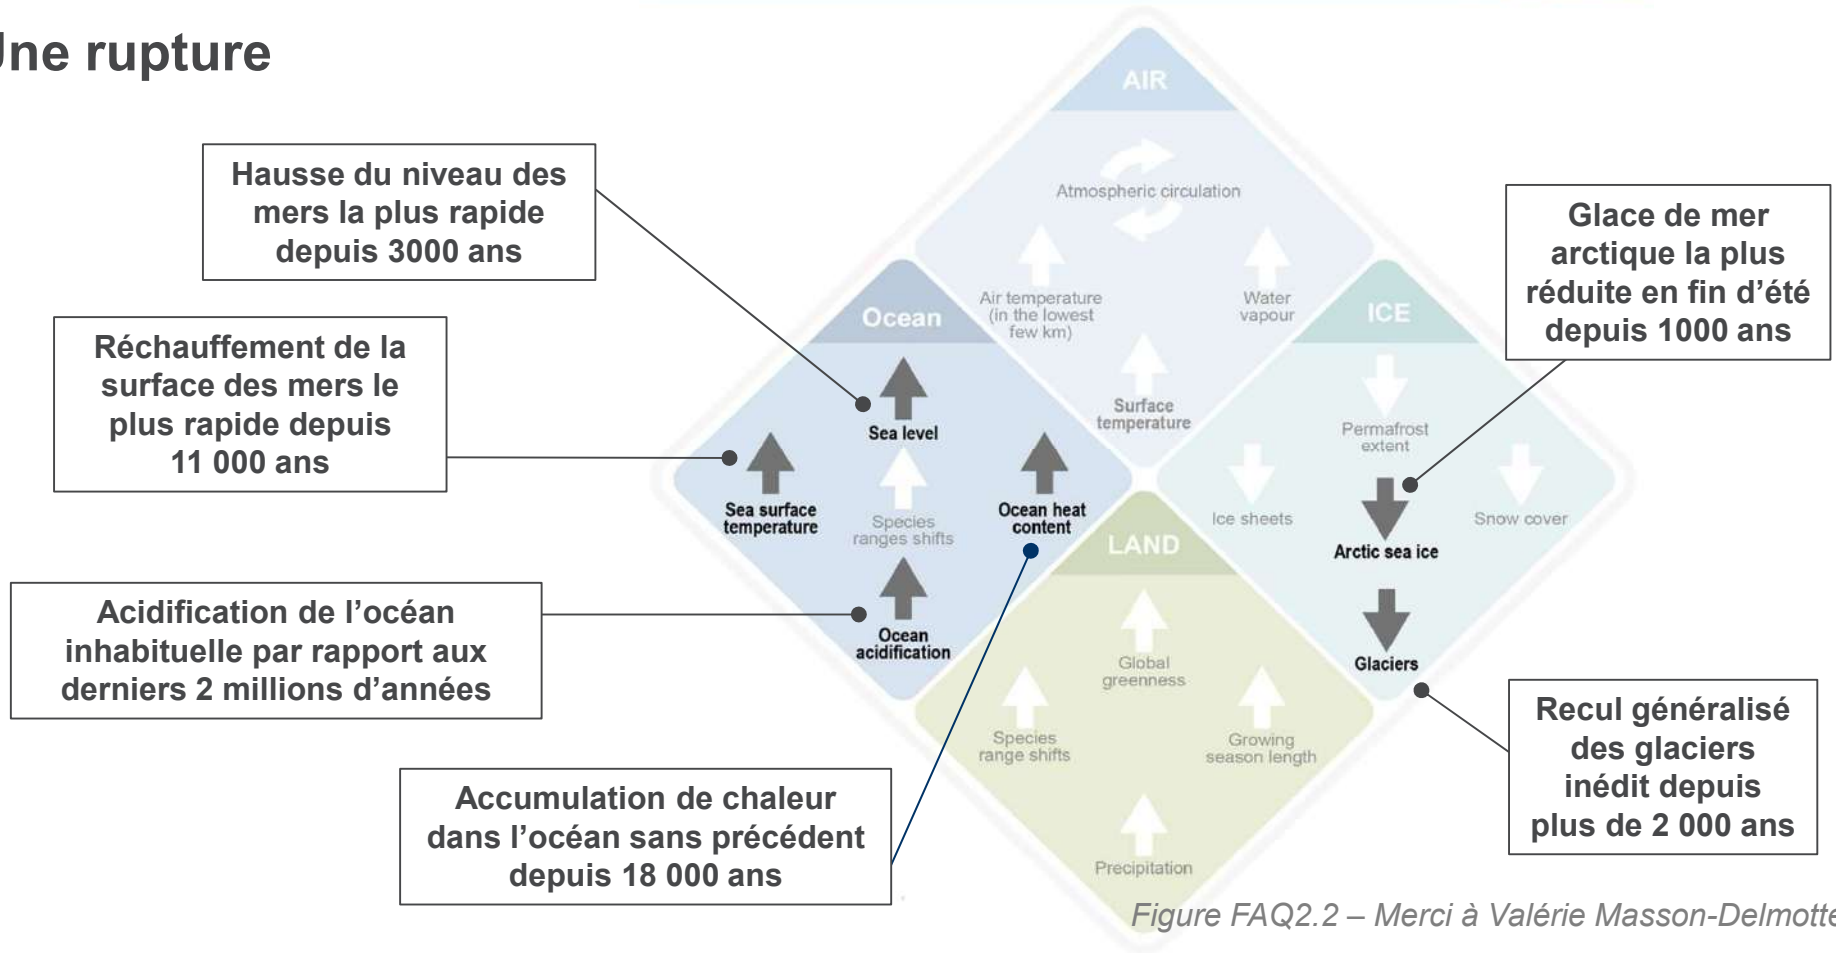 Une rupture
AIR
Atmospheric circulation
Air temperature
(in the lowest
few km)
Water
vapour
Surface
temperature
Hausse du niveau des
mers la plus rapide
depuis 3000 ans
Réchauffement de la
surface des mers le
plus rapide depuis
11 000 ans
Acidification de l’océan
inhabituelle par rapport aux
derniers 2 millions d’années
Accumulation de chaleur
dans l’océan sans précédent
depuis 18 000 ans
Ocean
Sea level
Sea surface
temperature
Species
ranges shifts
Ocean heat
content
Ocean
acidification
LAND
Global
greenness
Species
range shifts
Growing
season length
Precipitation
ICE
Permafrost
extent
Ice sheets
Snow cover
Arctic sea ice
Glaciers
Glace de mer
arctique la plus
réduite en fin d’été
depuis 1000 ans
Recul généralisé
des glaciers
inédit depuis
plus de 2 000 ans
Figure FAQ2.2 – Merci à Valérie Masson-Delmotte